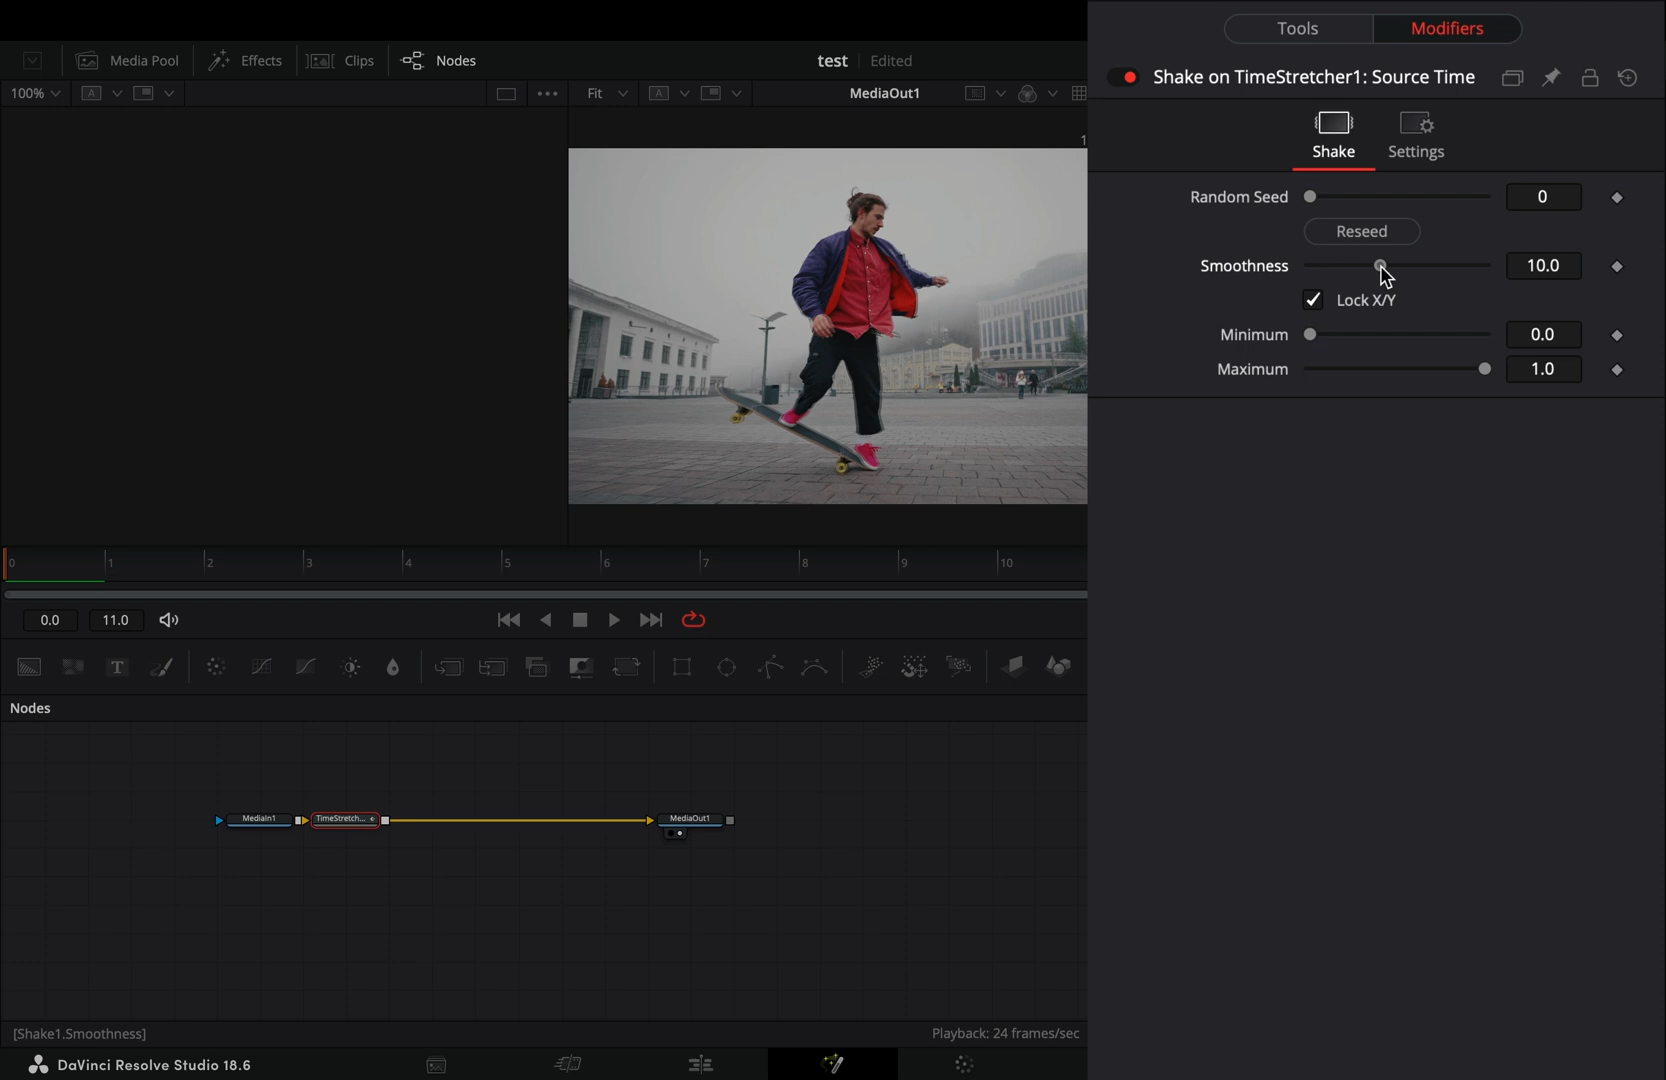 Tools
Modifiers
Media Pool
Effects
Clips
Nodes
test
Edited
Shake on TimeStretcher1: Source Time
100%
A
Fit
A
MediaOut1
Shake
Settings
1
Random Seed
0
Reseed
Smoothness
10.0
Lock X/Y
Minimum
0.0
Maximum
1.0
0
1
2
3
4
5
6
7
8
9
10
0.0
11.0
T
Nodes
MediaIn1
TimeStretch...
MediaOut1
[Shake1.Smoothness]
Playback: 24 frames/sec
DaVinci Resolve Studio 18.6